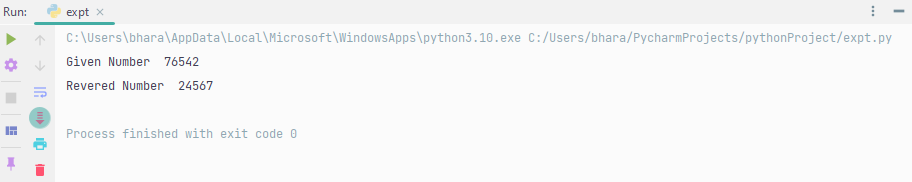 Run: expt
C:\Users\bhara\AppData\Local\Microsoft\WindowsApps\python3.10.exe C:/Users/bhara/PycharmProjects/pythonProject/expt.py
Given Number  76542
Revered Number  24567
Process finished with exit code 0